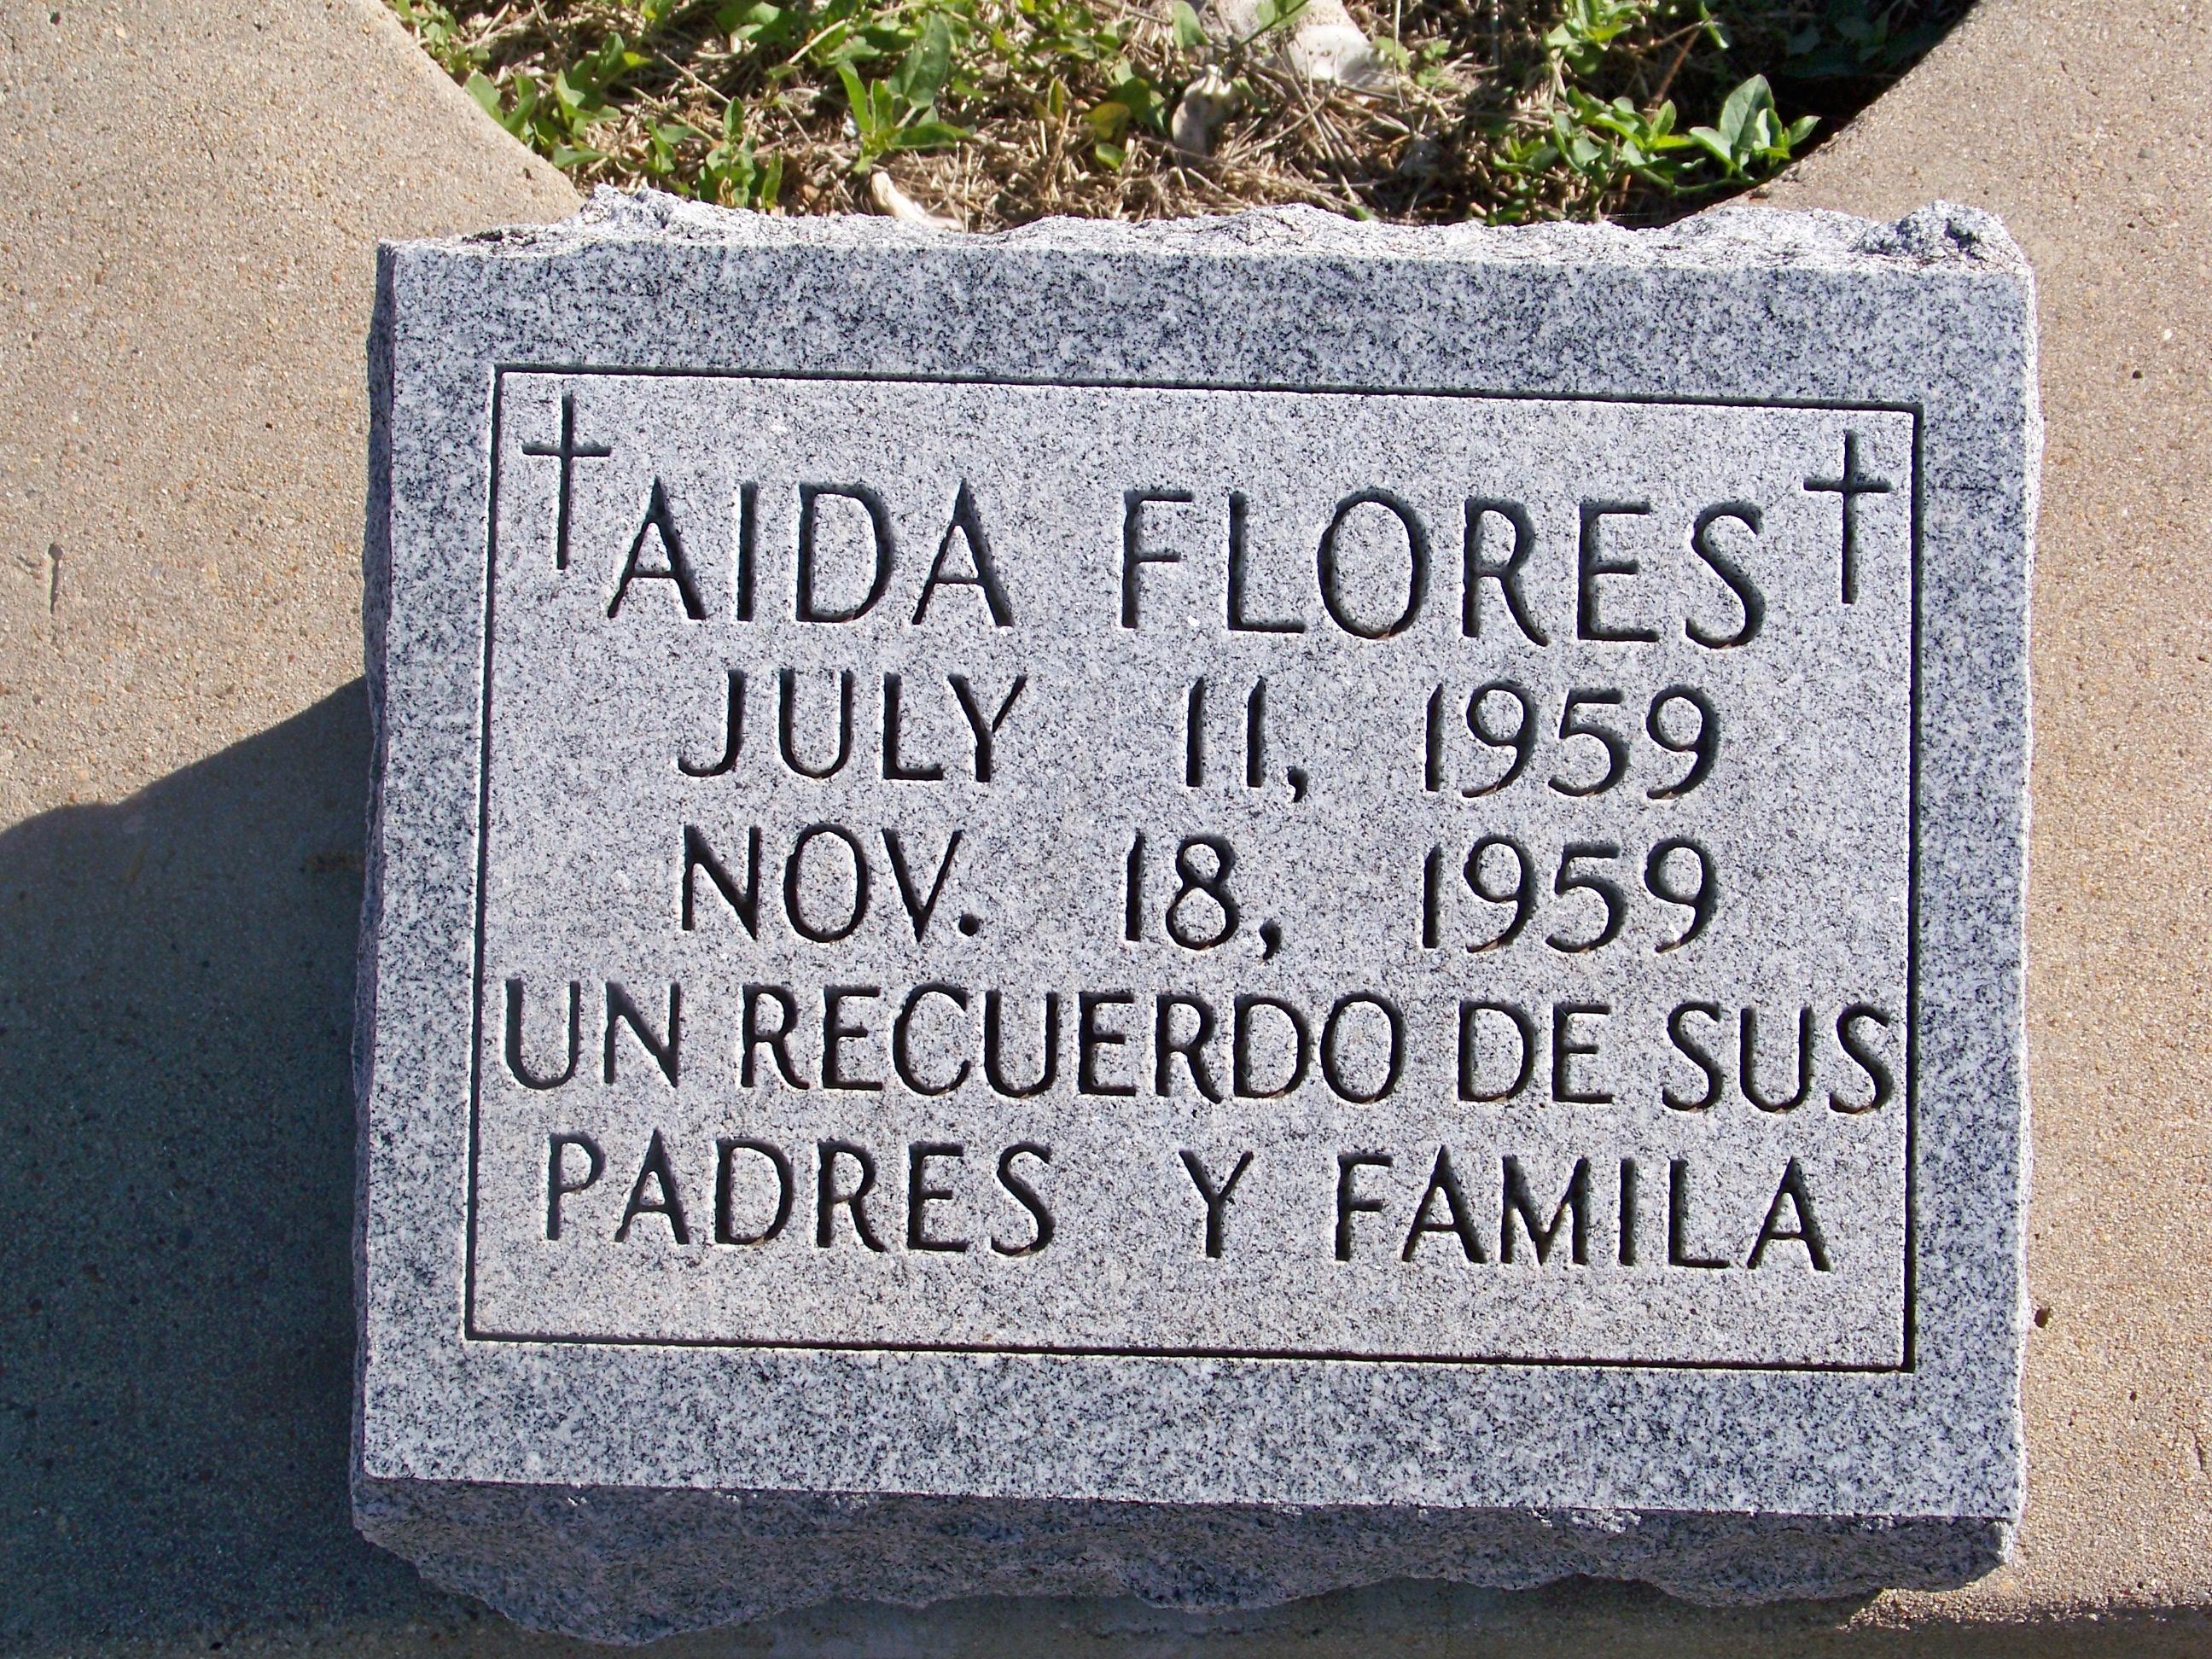 AIDA FLORES
JULY 11, 1959
NOV. 18, 1959
UN RECUERDO DE SUS
PADRES Y FAMILA